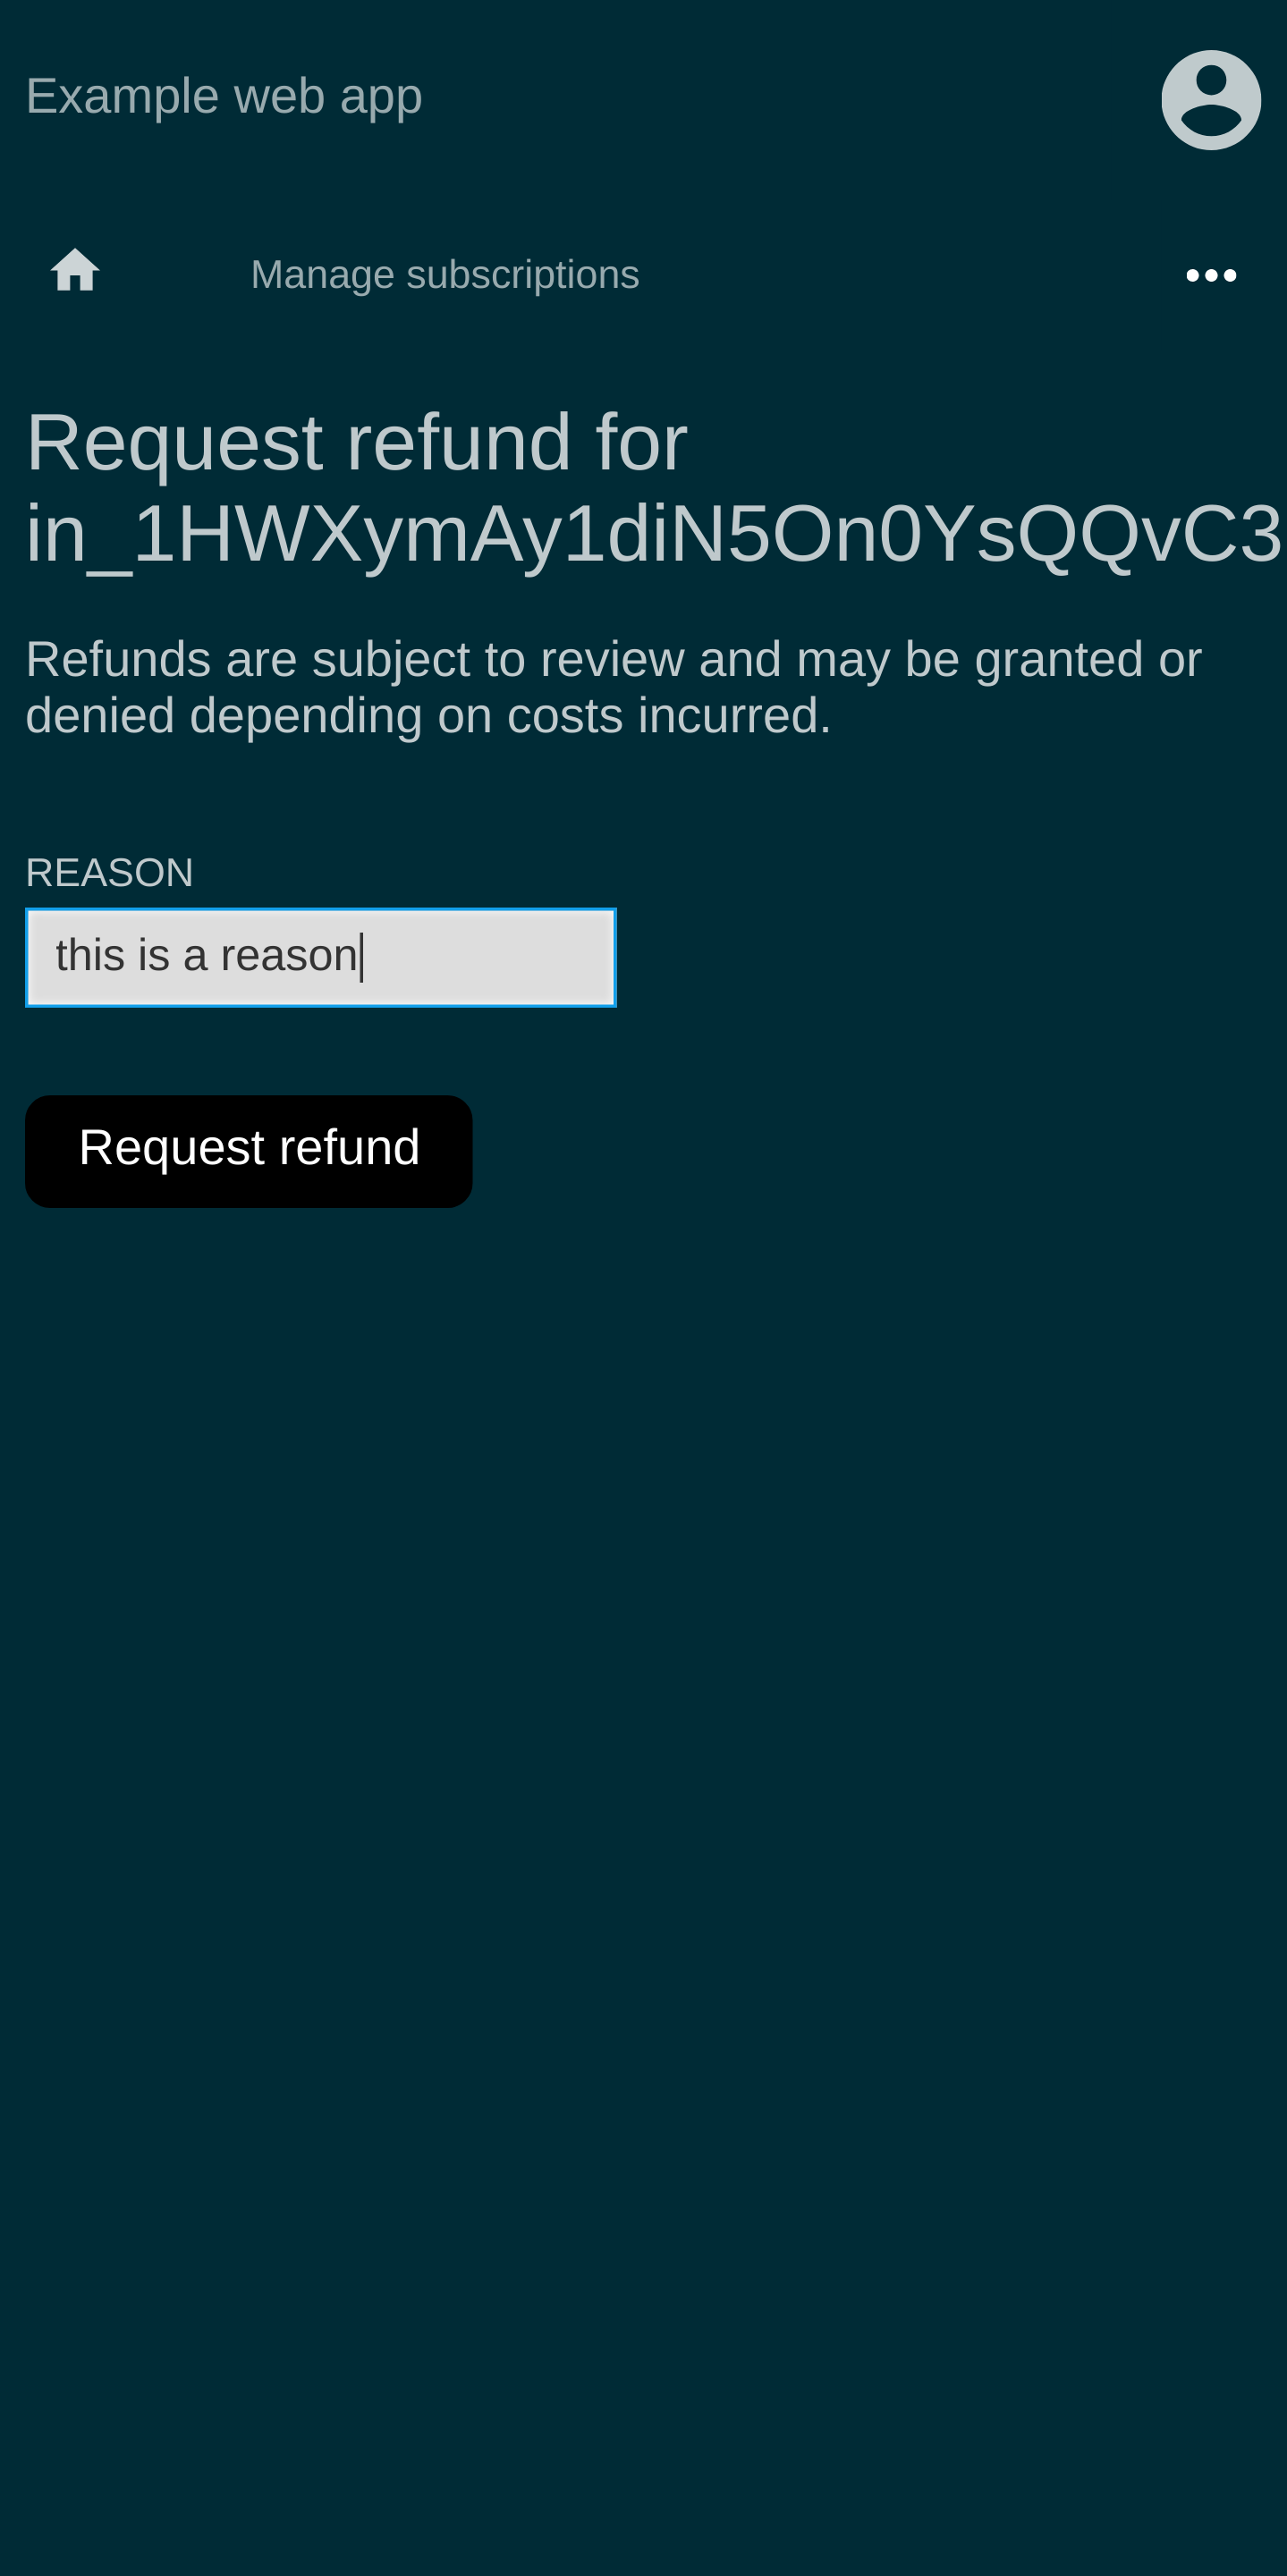 Example web app
Manage subscriptions
Request refund for
in_1HWXymAy1diN5On0YsQQvC3
Refunds are subject to review and may be granted or
denied depending on costs incurred.
REASON
this is a reason
Request refund